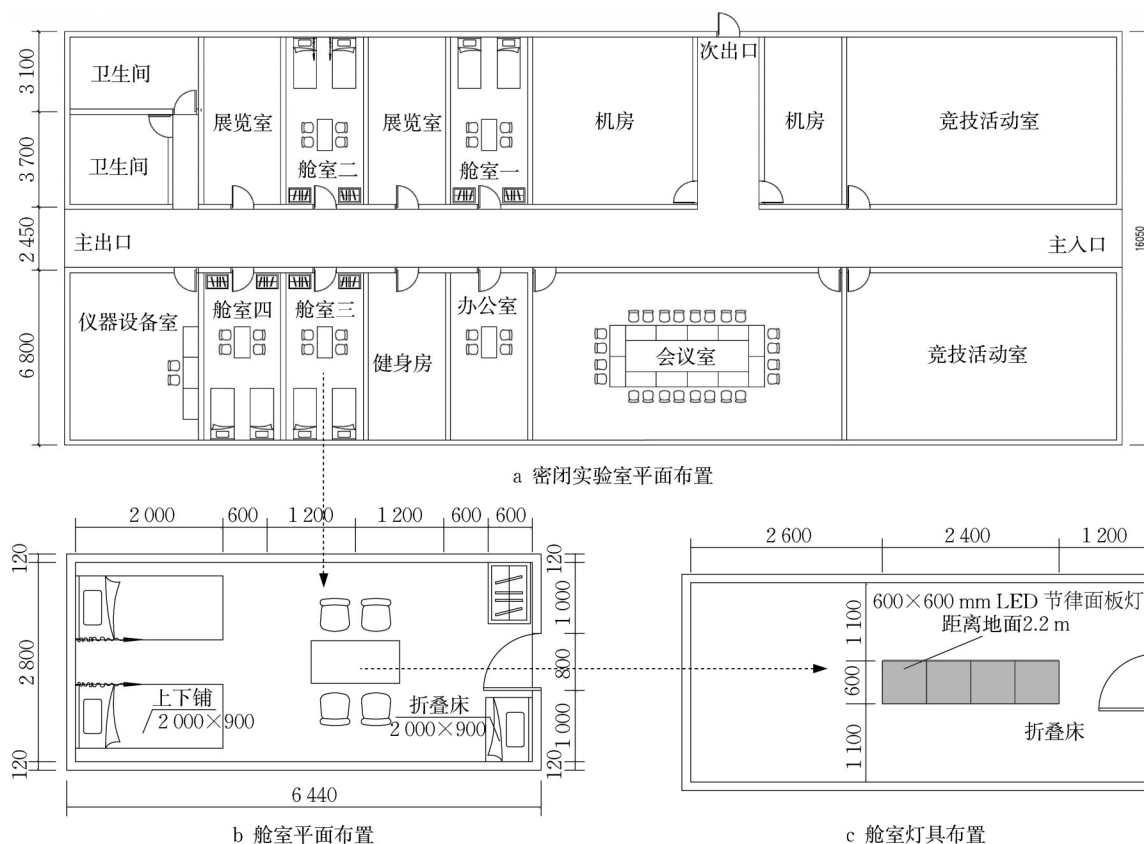 次出口
3 100
卫生间
展览室
展览室
机房
机房
竞技活动室
3 700
卫生间
舱室二
舱室一
2 450
主出口
主入口
16050
6 800
仪器设备室
舱室四
舱室三
健身房
办公室
会议室
竞技活动室
a 密闭实验室平面布置
2 000
600
1 200
1 200
600
600
120
2 800
120
上下铺
2 000×900
折叠床
2 000×900
120
1 000
800
1 000
120
6 440
b 舱室平面布置
2 600
2 400
1 200
1 100
600
1 100
600×600 mm LED 节律面板灯
距离地面2.2 m
折叠床
c 舱室灯具布置